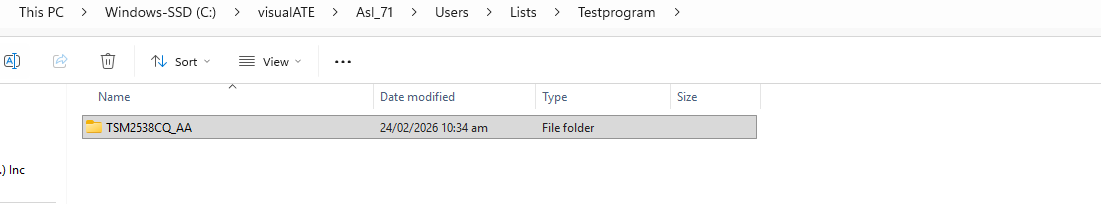 This PC > Windows-SSD (C:) > visualATE > Asl_71 > Users > Lists > Testprogram >
Sort View ...
Name Date modified Type Size
TSM2538CQ_AA 24/02/2026 10:34 am File folder
.) Inc